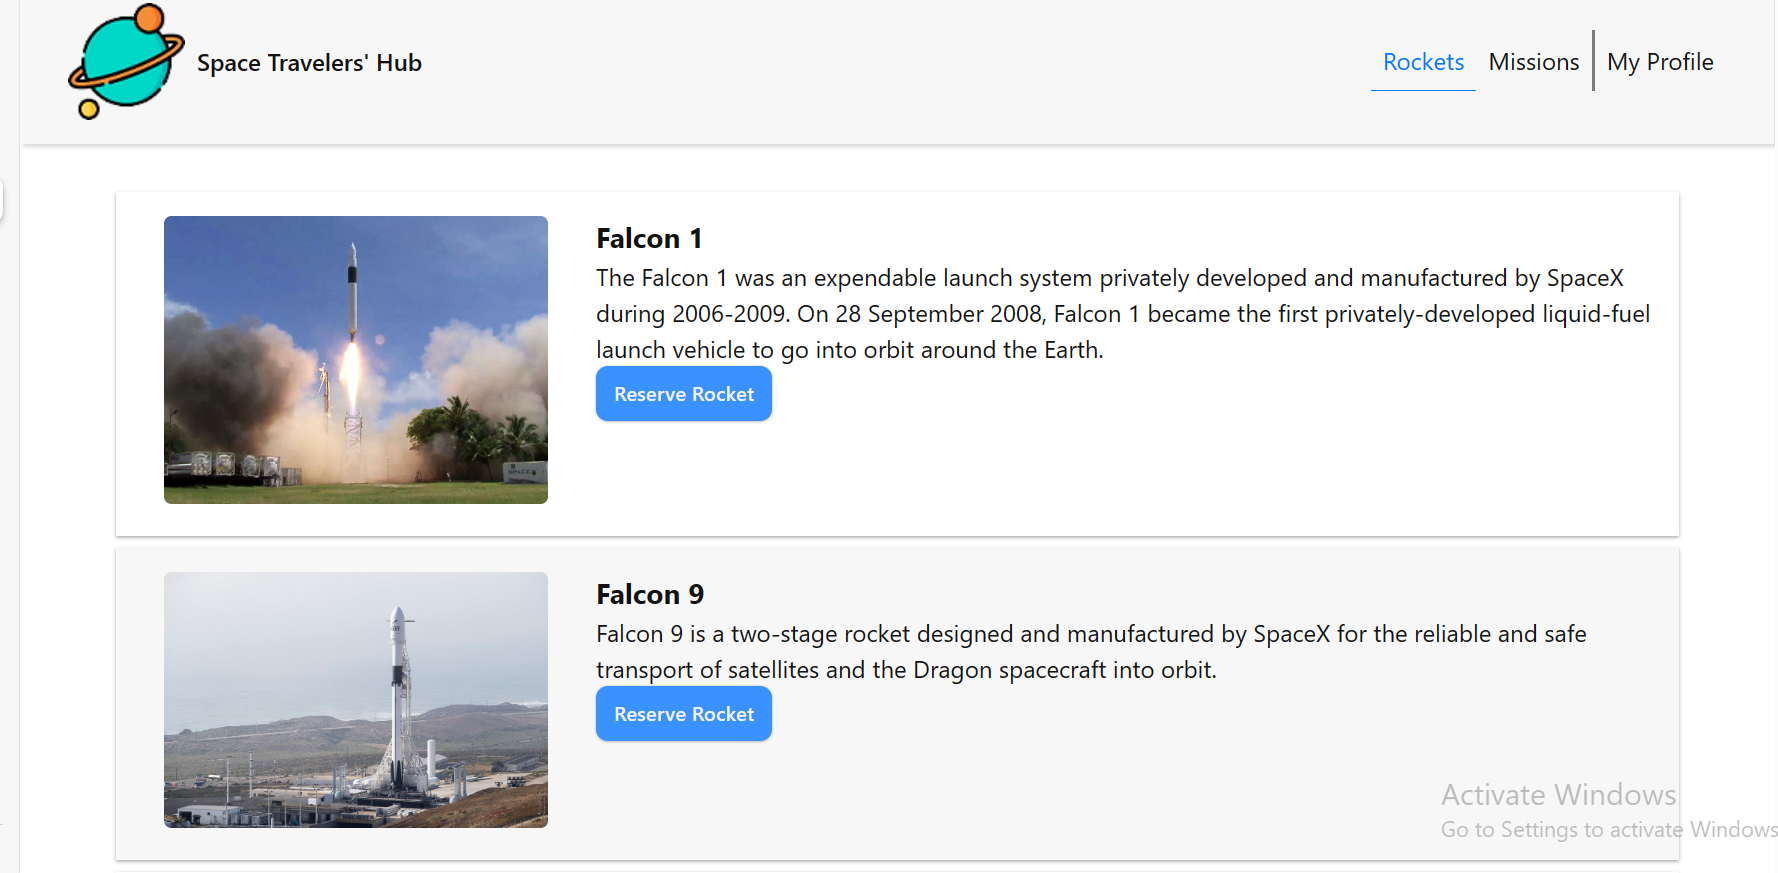 Space Travelers' Hub
Rockets Missions My Profile
Falcon 1
The Falcon 1 was an expendable launch system privately developed and manufactured by SpaceX
during 2006-2009. On 28 September 2008, Falcon 1 became the first privately-developed liquid-fuel
launch vehicle to go into orbit around the Earth.
Reserve Rocket
Falcon 9
Falcon 9 is a two-stage rocket designed and manufactured by SpaceX for the reliable and safe
transport of satellites and the Dragon spacecraft into orbit.
Reserve Rocket
Activate Windows
Go to Settings to activate Windows